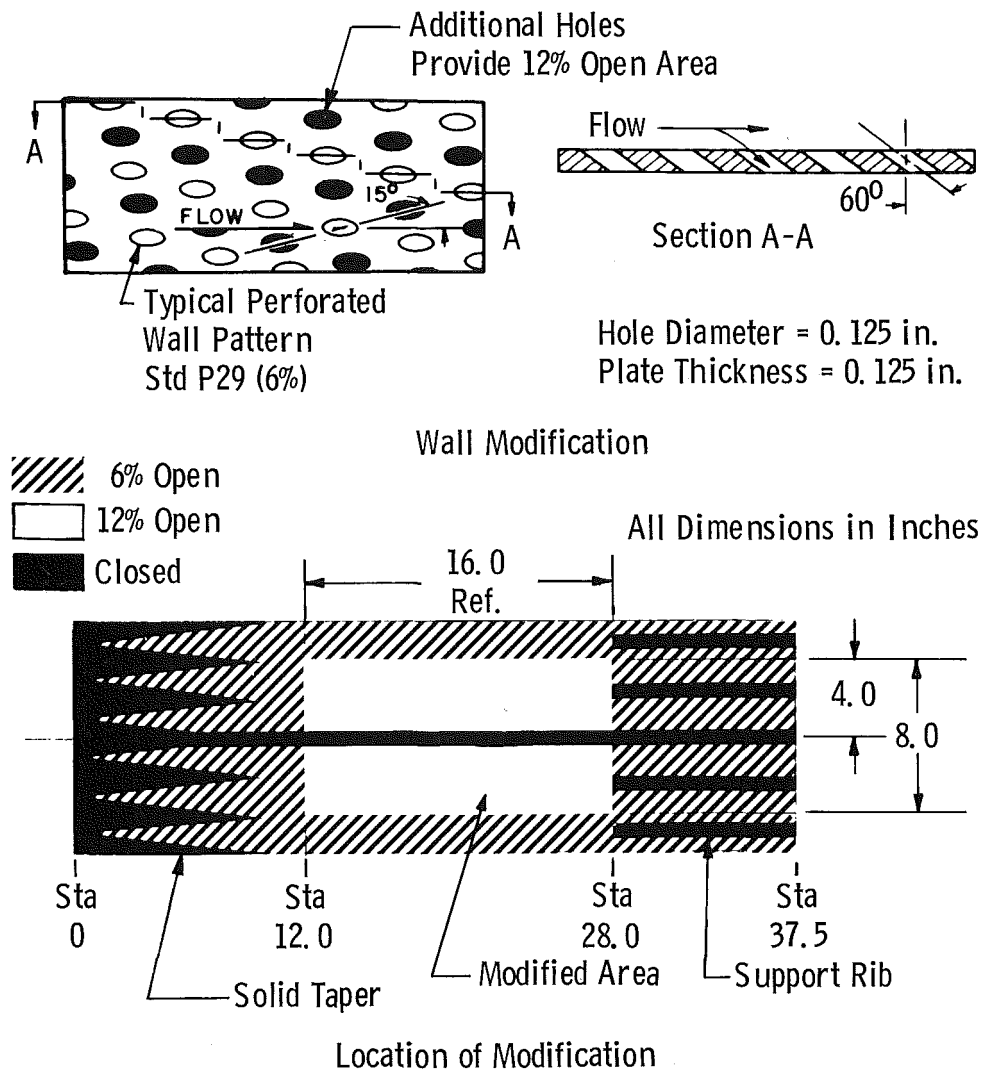 Additional Holes
Provide 12% Open Area
A
15°
FLOW
A
Typical Perforated
Wall Pattern
Std P29 (6%)
Flow
60°
Section A-A
Hole Diameter = 0.125 in.
Plate Thickness = 0.125 in.
Wall Modification
6% Open
12% Open
Closed
All Dimensions in Inches
16.0
Ref.
4.0
8.0
Sta
0
Sta
12.0
Sta
28.0
Sta
37.5
Solid Taper
Modified Area
Support Rib
Location of Modification